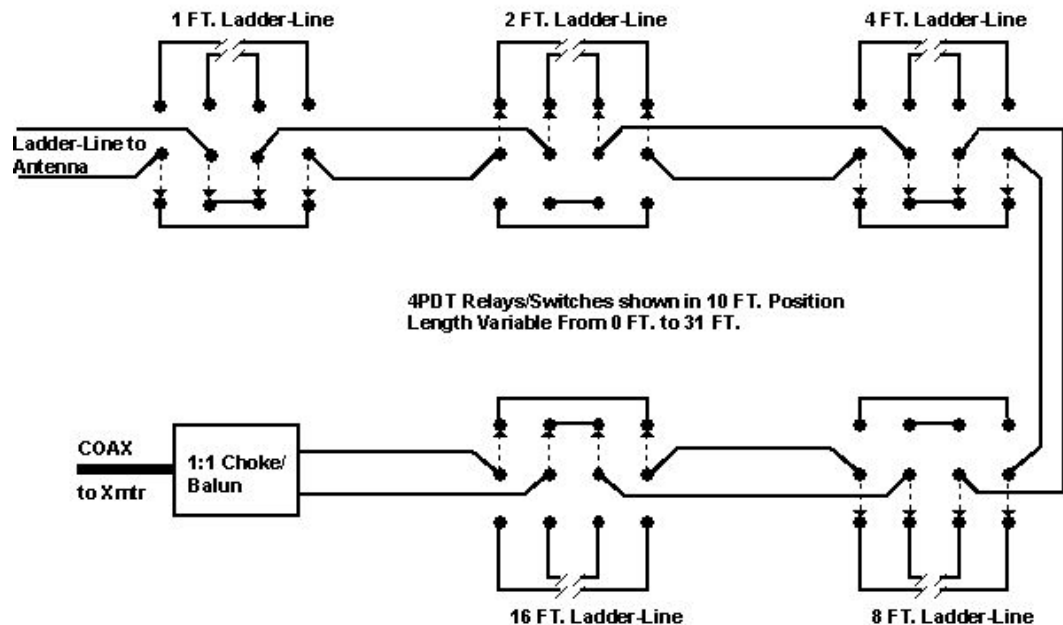 1 FT. Ladder-Line
2 FT. Ladder-Line
4 FT. Ladder-Line
Ladder-Line to
Antenna
4PDT Relays/Switches shown in 10 FT. Position
Length Variable From 0 FT. to 31 FT.
COAX
to Xmtr
1:1 Choke/
Balun
16 FT. Ladder-Line
8 FT. Ladder-Line